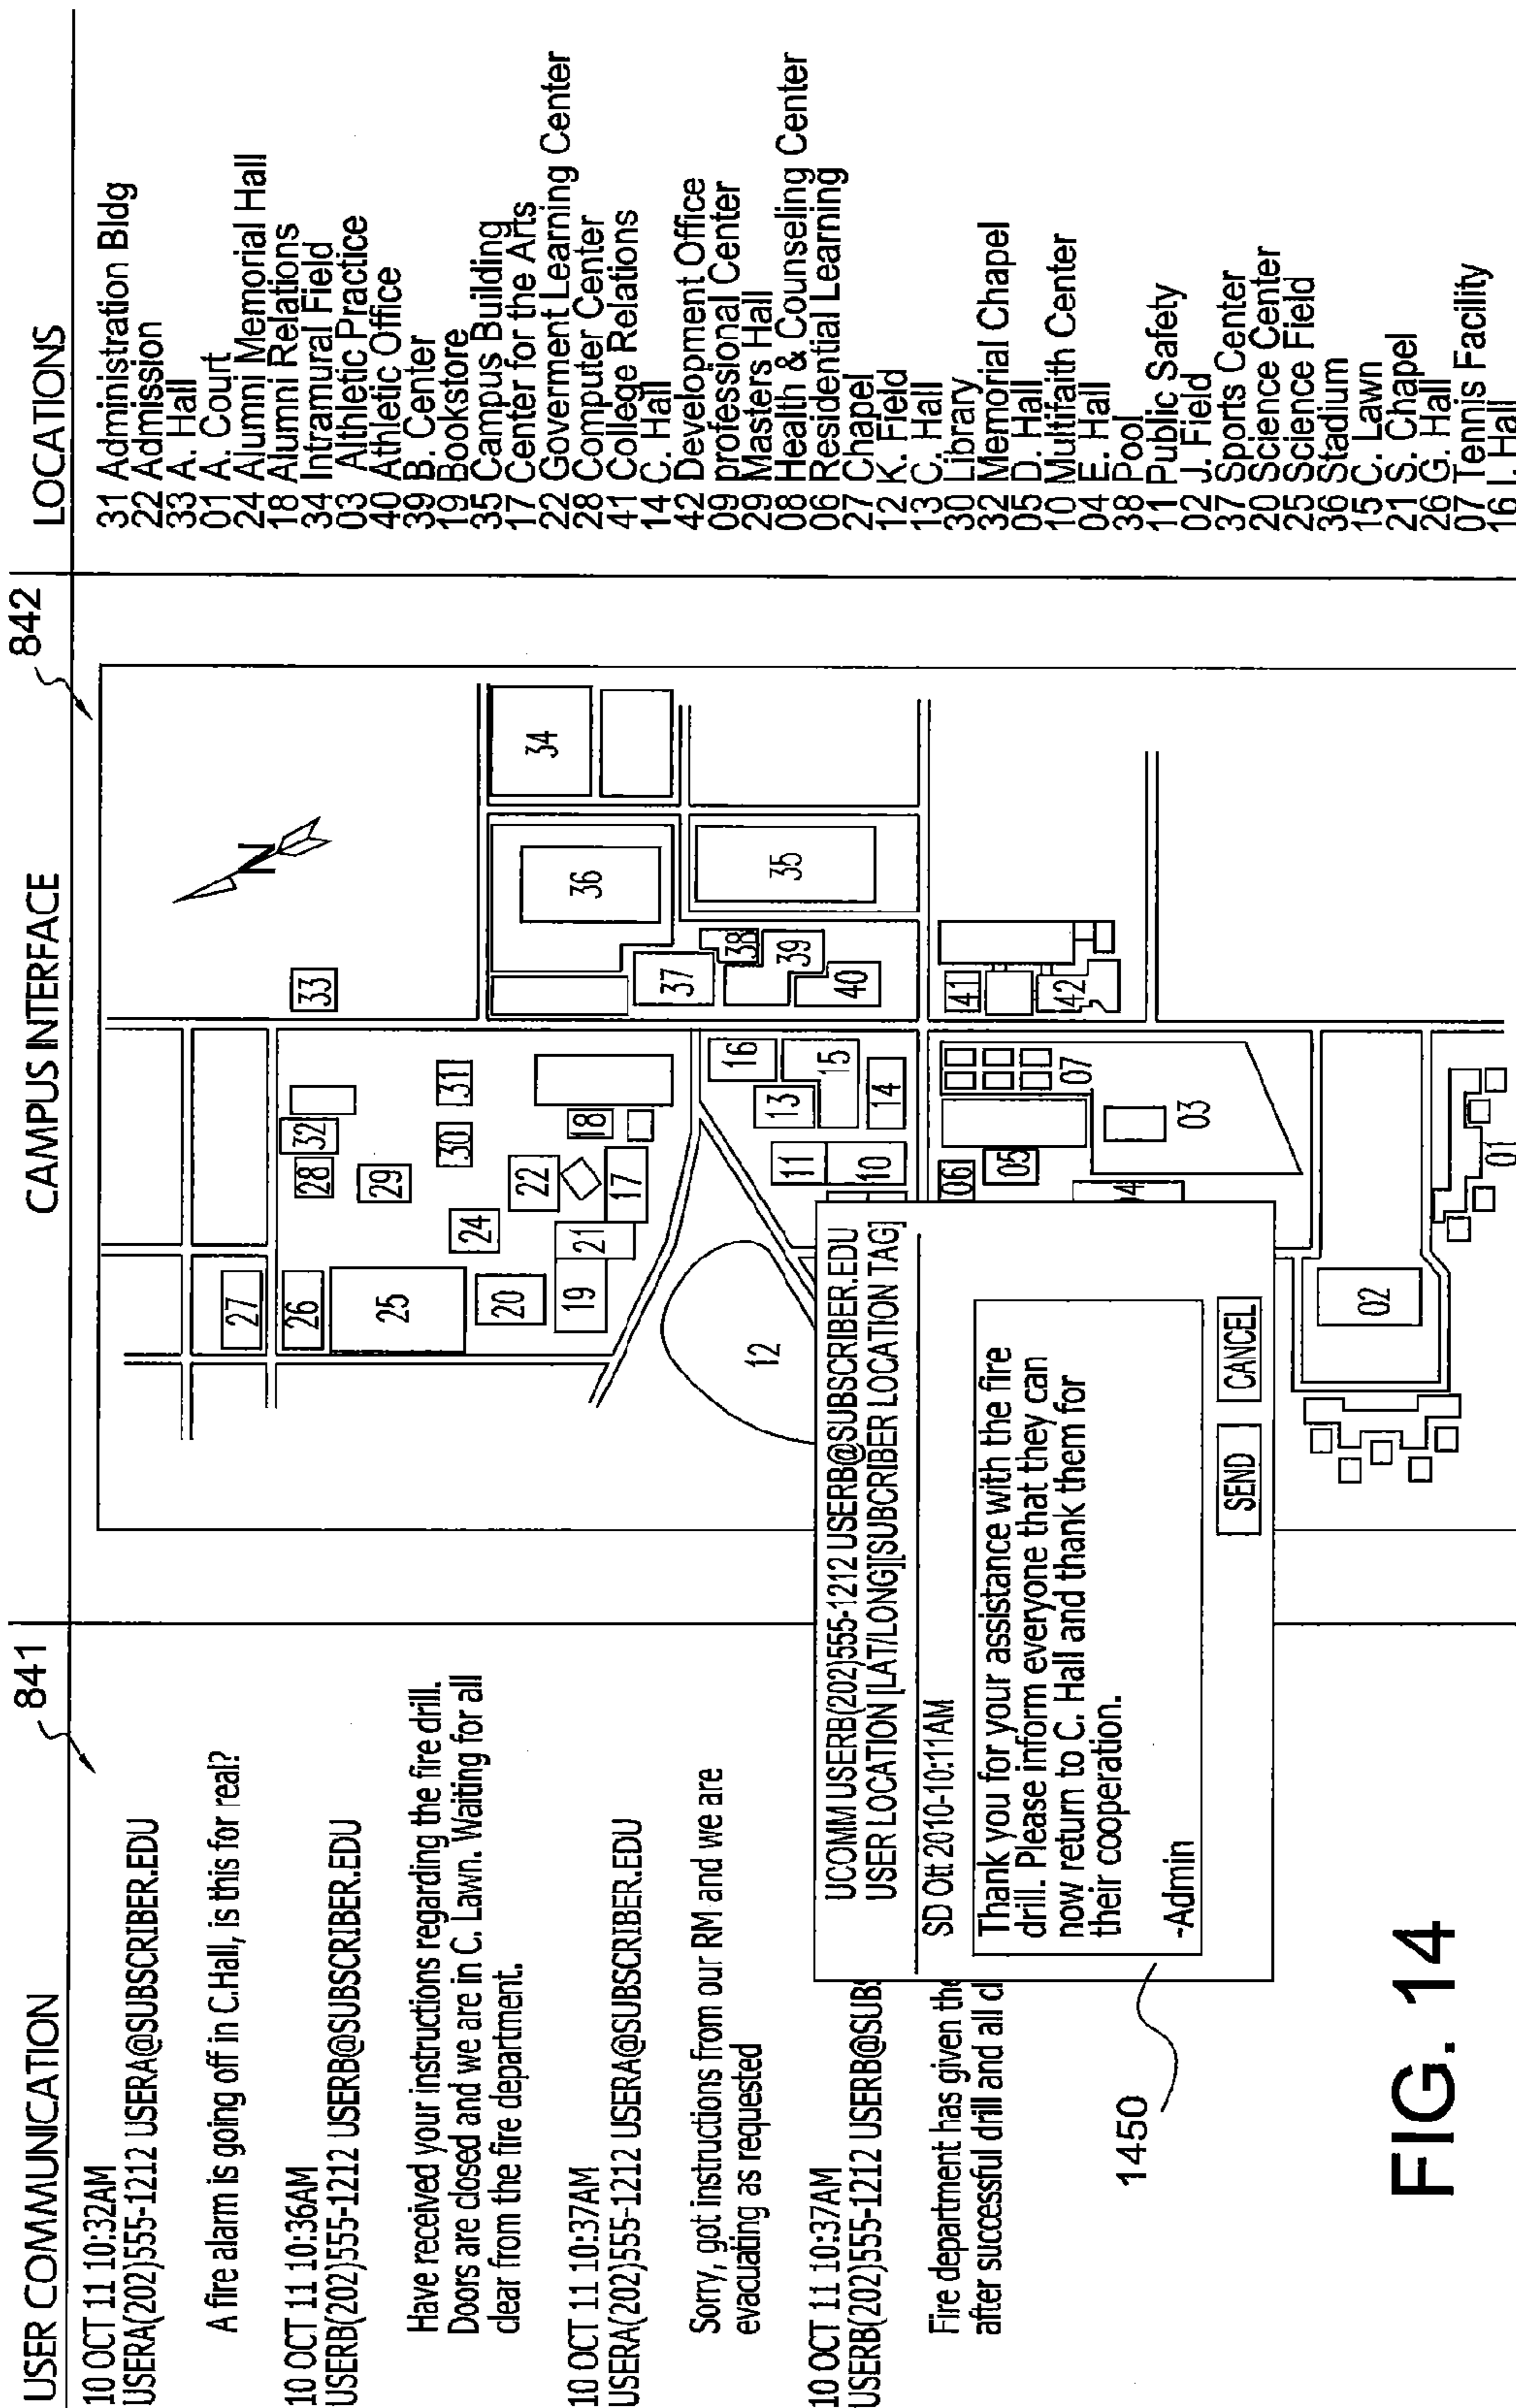 USER COMMUNICATION
841
10 OCT 11 10:32AM
USERA(202)555-1212 USERA@SUBSCRIBER.EDU
A fire alarm is going off in C.Hall, is this for real?
10 OCT 11 10:36AM
USERB(202)555-1212 USERB@SUBSCRIBER.EDU
Have received your instructions regarding the fire drill.
Doors are closed and we are in C. Lawn. Waiting for all
clear from the fire department.
10 OCT 11 10:37AM
USERA(202)555-1212 USERA@SUBSCRIBER.EDU
Sorry, got instructions from our RM and we are
evacuating as requested
10 OCT 11 10:37AM
USERB(202)555-1212 USERB@SUBS
Fire department has given the
after successful drill and all cl
1450
UCOMM USERB(202)555-1212 USERB@SUBSCRIBER.EDU
USER LOCATION [LAT/LONG][SUBCRIBER LOCATION TAG]
SD Ott 2010-10:11AM
Thank you for your assistance with the fire
drill. Please inform everyone that they can
now return to C. Hall and thank them for
their cooperation.
-Admin
SEND
CANCEL
CAMPUS INTERFACE
842
N
27
26
25
24
20
19
21
28
32
29
30
31
22
18
17
33
34
36
35
37
38
39
40
12
16
13
15
14
11
10
41
42
06
05
07
03
4
02
01
LOCATIONS
31 Administration Bldg
22 Admission
33 A. Hall
01 A. Court
24 Alumni Memorial Hall
18 Alumni Relations
34 Intramural Field
03 Althletic Practice
40 Athletic Office
39 B. Center
19 Bookstore
35 Campus Building
17 Center for the Arts
22 Goverment Learning Center
28 Computer Center
41 College Relations
14 C. Hall
42 Development Office
09 professional Center
29 Masters Hall
08 Health & Counseling Center
06 Residential Learning
27 Chapel
12 K. Field
13 C. Hall
30 Library
32 Memorial Chapel
05 D. Hall
10 Multifaith Center
04 E. Hall
38 Pool
11 Public Safety
02 J. Field
37 Sports Center
20 Science Center
25 Science Field
36 Stadium
15 C. Lawn
21 S. Chapel
26 G. Hall
07 Tennis Facility
16 I. Hall
FIG. 14